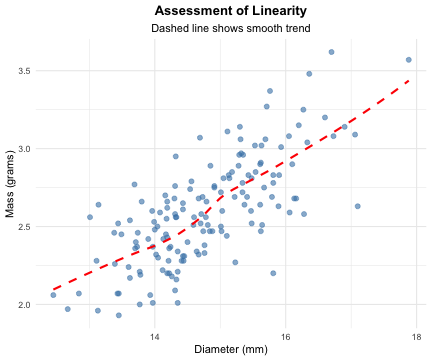 Assessment of Linearity
Dashed line shows smooth trend
3.5
3.0
2.5
2.0
Mass (grams)
14
16
18
Diameter (mm)